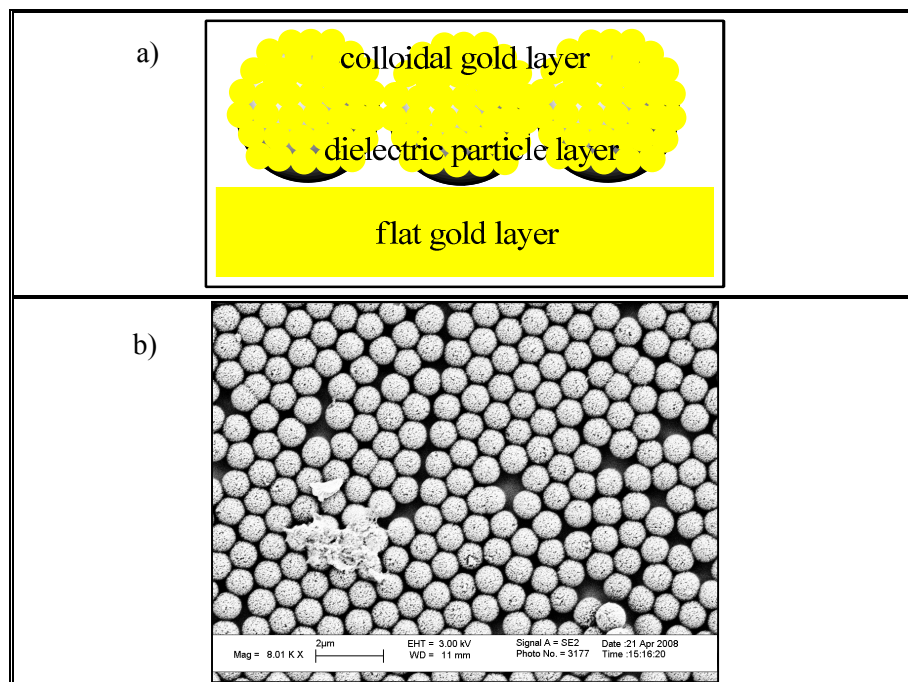 a)
colloidal gold layer
dielectric particle layer
flat gold layer
b)
Mag = 8.01 K X
2µm
EHT = 3.00 kV
WD = 11 mm
Signal A = SE2
Photo No. = 3177
Date :21 Apr 2008
Time :15:16:20